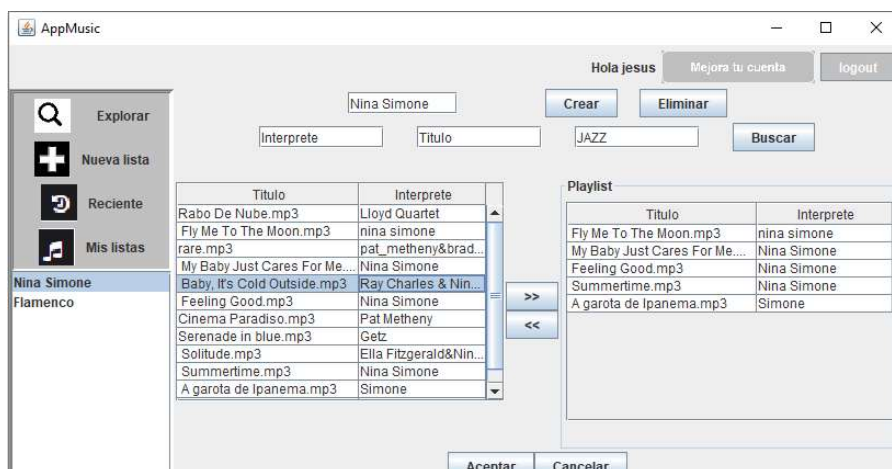 AppMusic
Hola jesus Mejora tu cuenta logout
Nina Simone Crear Eliminar
Interprete Titulo JAZZ Buscar
Explorar
Nueva lista
Reciente
Mis listas
Nina Simone
Flamenco
Titulo Interprete
Rabo De Nube.mp3 Lloyd Quartet
Fly Me To The Moon.mp3 nina simone
rare.mp3 pat_metheny&brad...
My Baby Just Cares For Me.... Nina Simone
Baby, It's Cold Outside.mp3 Ray Charles & Nin...
Feeling Good.mp3 Nina Simone
Cinema Paradiso.mp3 Pat Metheny
Serenade in blue.mp3 Getz
Solitude.mp3 Ella Fitzgerald&Nin...
Summertime.mp3 Nina Simone
A garota de Ipanema.mp3 Simone
>>
<<
Playlist
Titulo Interprete
Fly Me To The Moon.mp3 nina simone
My Baby Just Cares For Me.... Nina Simone
Feeling Good.mp3 Nina Simone
Summertime.mp3 Nina Simone
A garota de Ipanema.mp3 Simone
Aceptar Cancelar